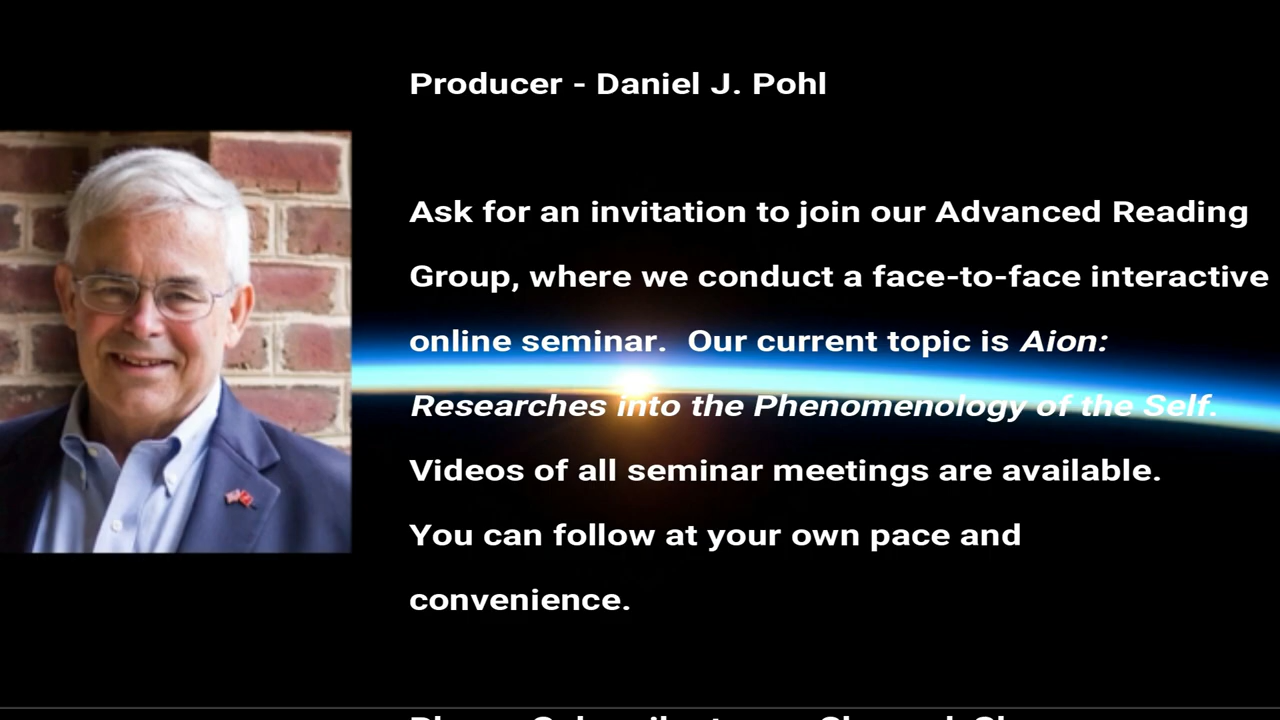 Producer - Daniel J. Pohl
Ask for an invitation to join our Advanced Reading
Group, where we conduct a face-to-face interactive
online seminar.  Our current topic is Aion:
Researches into the Phenomenology of the Self.
Videos of all seminar meetings are available.
You can follow at your own pace and
convenience.